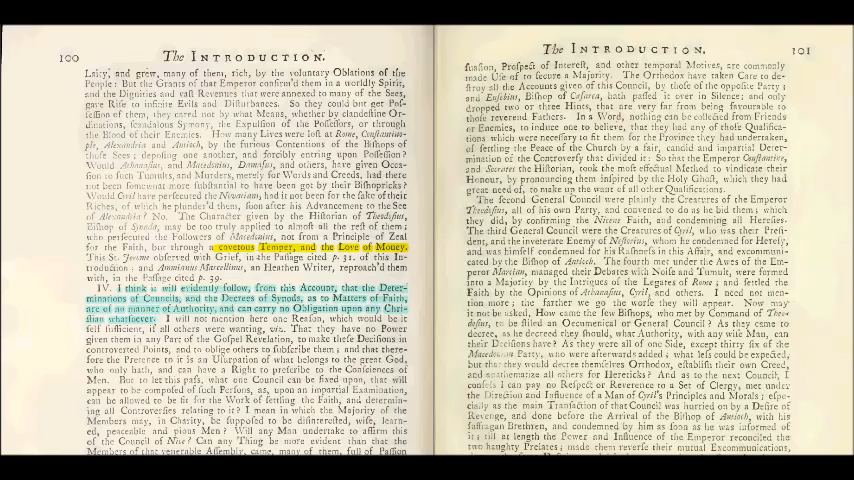 100 The INTRODUCTION.
Laity, and grew, many of them, rich, by the voluntary Oblations of the
People: But the Grants of that Emperor confirm'd them in a worldly Spirit,
and the Dignities and vast Revenues that were annexed to many of the Sees,
gave Rise to infinite Evils and Disturbances. So they could but get Pos-
session of them, they cared not by what Means, whether by clandestine Or-
dinations, scandalous Symony, the Expulsion of the Possessors, or through
the Blood of their Enemies. How many Lives were lost at Rome, Constantino-
ple, Alexandria and Antioch, by the furious Contentions of the Bishops of
those Sees; deposing one another, and forcibly entring upon Possession?
Would Athanasius, and Macedonius, Damasus, and others, have given Occa-
sion to such Tumults, and Murders, merely for Words and Creeds, had there
not been somewhat more substantial to have been got by their Bishopricks?
Would Cyril have persecuted the Novatians, had it not been for the sake of their
Riches, of which he plunder'd them, soon after his Advancement to the See
of Alexandria? No. The Character given by the Historian of Theodosius,
Bishop of Synada, may be too truly applied to almost all the rest of them;
who persecuted the Followers of Macedonius, not from a Principle of Zeal
for the Faith, but through a covetous Temper, and the Love of Money.
This St. Jerome observed with Grief, in the Passage cited p. 31. of this In-
troduction: and Ammianus Marcellinus, an Heathen Writer, reproach'd them
with, in the Passage cited p. 39.
IV. I think it will evidently follow, from this Account, that the Deter-
minations of Councils, and the Decrees of Synods, as to Matters of Faith,
are of no manner of Authority, and can carry no Obligation upon any Chri-
stian whatsoever. I will not mention here one Reason, which would be it
self sufficient, if all others were wanting, viz. That they have no Power
given them in any Part of the Gospel Revelation, to make these Decisions in
controverted Points, and to oblige others to subscribe them; and that there-
fore the Pretence to it is an Usurpation of what belongs to the great God,
who only hath, and can have a Right to prescribe to the Consciences of
Men. But to let this pass, what one Council can be fixed upon, that will
appear to be composed of such Persons, as, upon an impartial Examination,
can be allowed to be fit for the Work of settling the Faith, and determin-
ing all Controversies relating to it? I mean in which the Majority of the
Members may, in Charity, be supposed to be disinterested, wise, learn-
ed, peaceable and pious Men? Will any Man undertake to affirm this
of the Council of Nice? Can any Thing be more evident than that the
Members of that venerable Assembly, came, many of them, full of Passion
The INTRODUCTION. 101
suasion, Prospect of Interest, and other temporal Motives, are commonly
made Use of to secure a Majority. The Orthodox have taken Care to de-
stroy all the Accounts given of this Council, by those of the opposite Party;
and Eusebius, Bishop of Cæsarea, hath passed it over in Silence; and only
dropped two or three Hints, that are very far from being favourable to
those reverend Fathers. In a Word, nothing can be collected from Friends
or Enemies, to induce one to believe, that they had any of those Qualifica-
tions which were necessary to fit them for the Province they had undertaken,
of settling the Peace of the Church by a fair, candid and impartial Deter-
mination of the Controversy that divided it: So that the Emperor Constantine,
and Socrates the Historian, took the most effectual Method to vindicate their
Honour, by pronouncing them inspired by the Holy Ghost, which they had
great need of, to make up the want of all other Qualifications.
The second General Council were plainly the Creatures of the Emperor
Theodosius, all of his own Party, and convened to do as he bid them; which
they did, by confirming the Nicene Faith, and condemning all Heresies.
The third General Council were the Creatures of Cyril, who was their Presi-
dent, and the inveterate Enemy of Nestorius, whom he condemned for Heresy,
and was himself condemned for his Rashness in this Affair, and excommuni-
cated by the Bishop of Antioch. The fourth met under the Awes of the Em-
peror Marcian, managed their Debates with Noise and Tumult, were formed
into a Majority by the Intrigues of the Legates of Rome; and settled the
Faith by the Opinions of Athanasius, Cyril, and others. I need not men-
tion more; the farther we go the worse they will appear. Now may
it not be asked, How came the few Bishops, who met by Command of Theo-
dosius, to be stiled an Oecumenical or General Council? As they came to
decree, as he decreed they should, what Authority, with any wise Man, can
their Decisions have? As they were all of one Side, except thirty six of the
Macedonian Party, who were afterwards added; what less could be expected,
but that they would decree themselves Orthodox, establish their own Creed,
and anathematize all others for Hereticks? And as to the next Council, I
confess I can pay no Respect or Reverence to a Set of Clergy, met under
the Direction and Influence of a Man of Cyril's Principles and Morals; espe-
cially as the main Transaction of that Council was hurried on by a Desire of
Revenge, and done before the Arrival of the Bishop of Antioch, with his
suffragan Brethren, and condemned by him as soon as he was informed of
it; till at length the Power and Influence of the Emperor reconciled the
two haughty Prelates; made them reverse their mutual Excommunications,